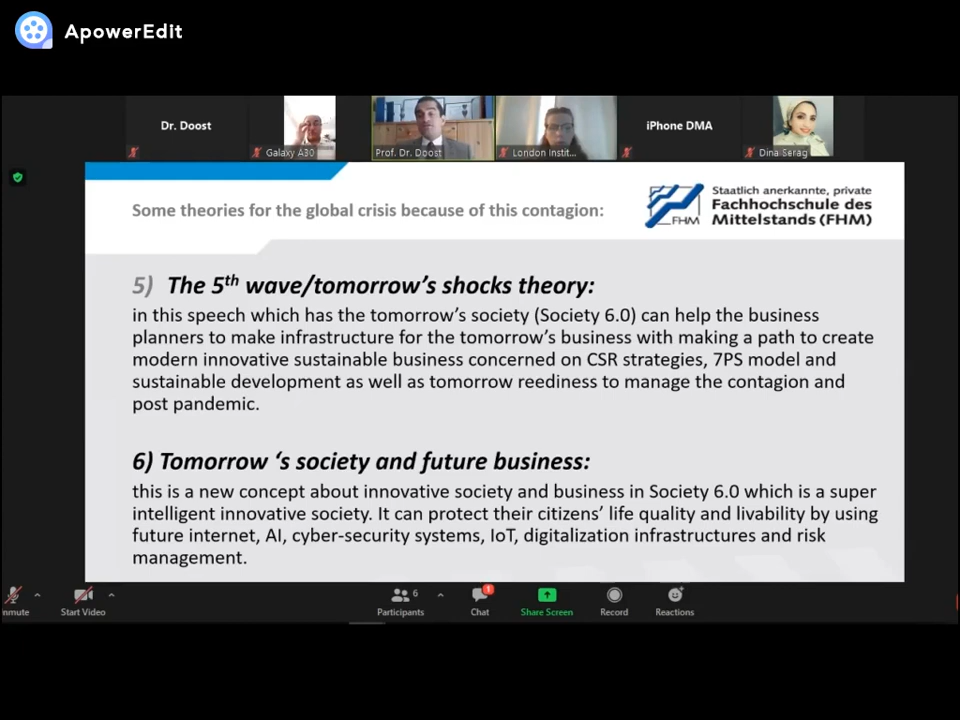 ApowerEdit
Dr. Doost
iPhone DMA
Galaxy A30
Prof. Dr. Doost
London Instit...
Dina Serag
Some theories for the global crisis because of this contagion:
Staatlich anerkannte, private
Fachhochschule des
Mittelstands (FHM)
FHM
5) The 5th wave/tomorrow's shocks theory:
in this speech which has the tomorrow's society (Society 6.0) can help the business
planners to make infrastructure for the tomorrow's business with making a path to create
modern innovative sustainable business concerned on CSR strategies, 7PS model and
sustainable development as well as tomorrow reediness to manage the contagion and
post pandemic.
6) Tomorrow 's society and future business:
this is a new concept about innovative society and business in Society 6.0 which is a super
intelligent innovative society. It can protect their citizens' life quality and livability by using
future internet, AI, cyber-security systems, IoT, digitalization infrastructures and risk
management.
6
1
nmute
Start Video
Participants
Chat
Share Screen
Record
Reactions